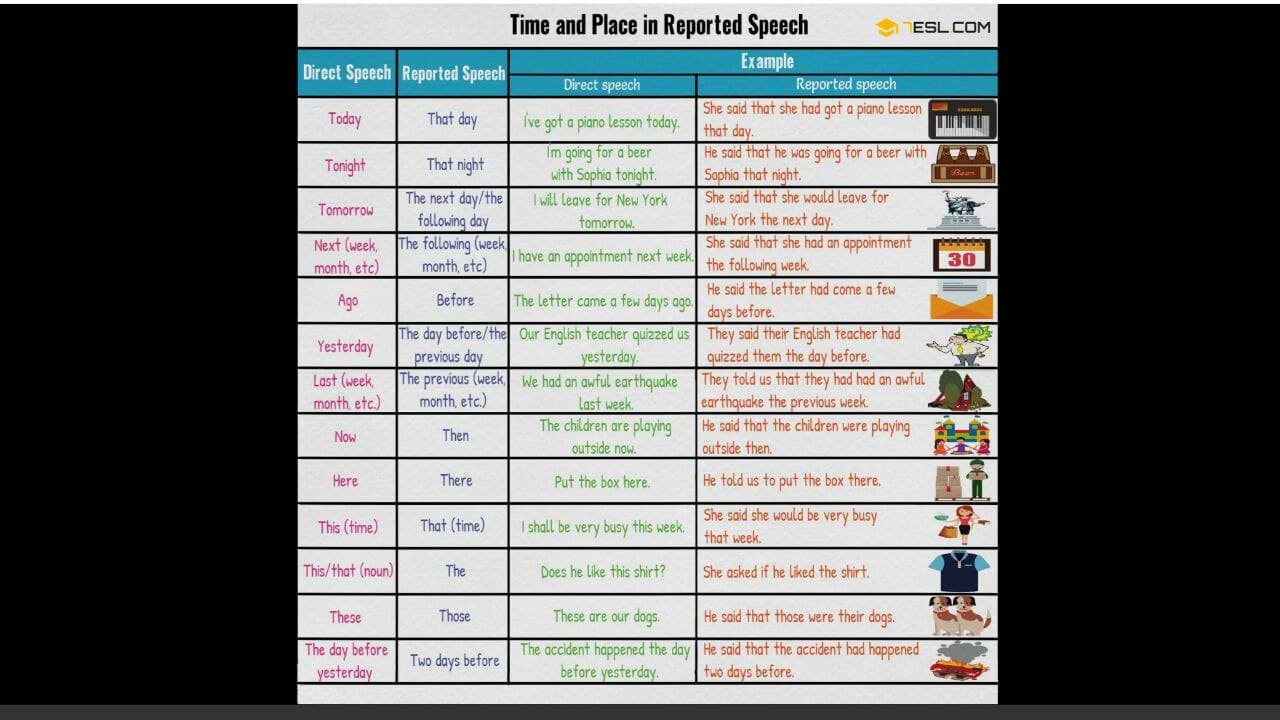 Time and Place in Reported Speech
7ESL.COM
Direct Speech
Reported Speech
Example
Direct speech
Reported speech
Today
That day
I've got a piano lesson today.
She said that she had got a piano lesson
that day.
Tonight
That night
I'm going for a beer
with Sophia tonight.
He said that he was going for a beer with
Sophia that night.
Beer
Tomorrow
The next day/the
following day
I will leave for New York
tomorrow.
She said that she would leave for
New York the next day.
Next (week,
month, etc)
The following (week,
month, etc)
I have an appointment next week.
She said that she had an appointment
the following week.
30
Ago
Before
The letter came a few days ago.
He said the letter had come a few
days before.
Yesterday
The day before/the
previous day
Our English teacher quizzed us
yesterday.
They said their English teacher had
quizzed them the day before.
Last (week,
month, etc.)
The previous (week,
month, etc.)
We had an awful earthquake
last week.
They told us that they had had an awful
earthquake the previous week.
Now
Then
The children are playing
outside now.
He said that the children were playing
outside then.
Here
There
Put the box here.
He told us to put the box there.
This (time)
That (time)
I shall be very busy this week.
She said she would be very busy
that week.
This/that (noun)
The
Does he like this shirt?
She asked if he liked the shirt.
These
Those
These are our dogs.
He said that those were their dogs.
The day before
yesterday
Two days before
The accident happened the day
before yesterday.
He said that the accident had happened
two days before.